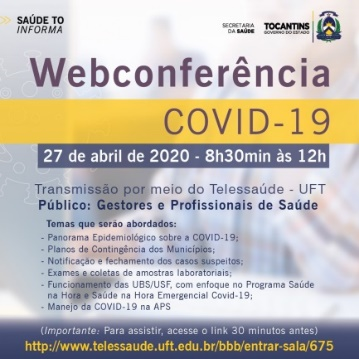 >> SAÚDE TO
INFORMA
SECRETARIA
DA SAÚDE
TOCANTINS
GOVERNO DO ESTADO
Webconferência
COVID-19
27 de abril de 2020 - 8h30min às 12h
Transmissão por meio do Telessaúde - UFT
Público: Gestores e Profissionais de Saúde
Temas que serão abordados:
- Panorama Epidemiológico sobre a COVID-19;
- Planos de Contingência dos Municípios;
- Notificação e fechamento dos casos suspeitos;
- Exames e coletas de amostras laboratoriais;
- Funcionamento das UBS/USF, com enfoque no Programa Saúde
na Hora e Saúde na Hora Emergencial Covid-19;
- Manejo da COVID-19 na APS
(Importante: Para assistir, acesse o link 30 minutos antes)
http://www.telessaude.uft.edu.br/bbb/entrar-sala/675